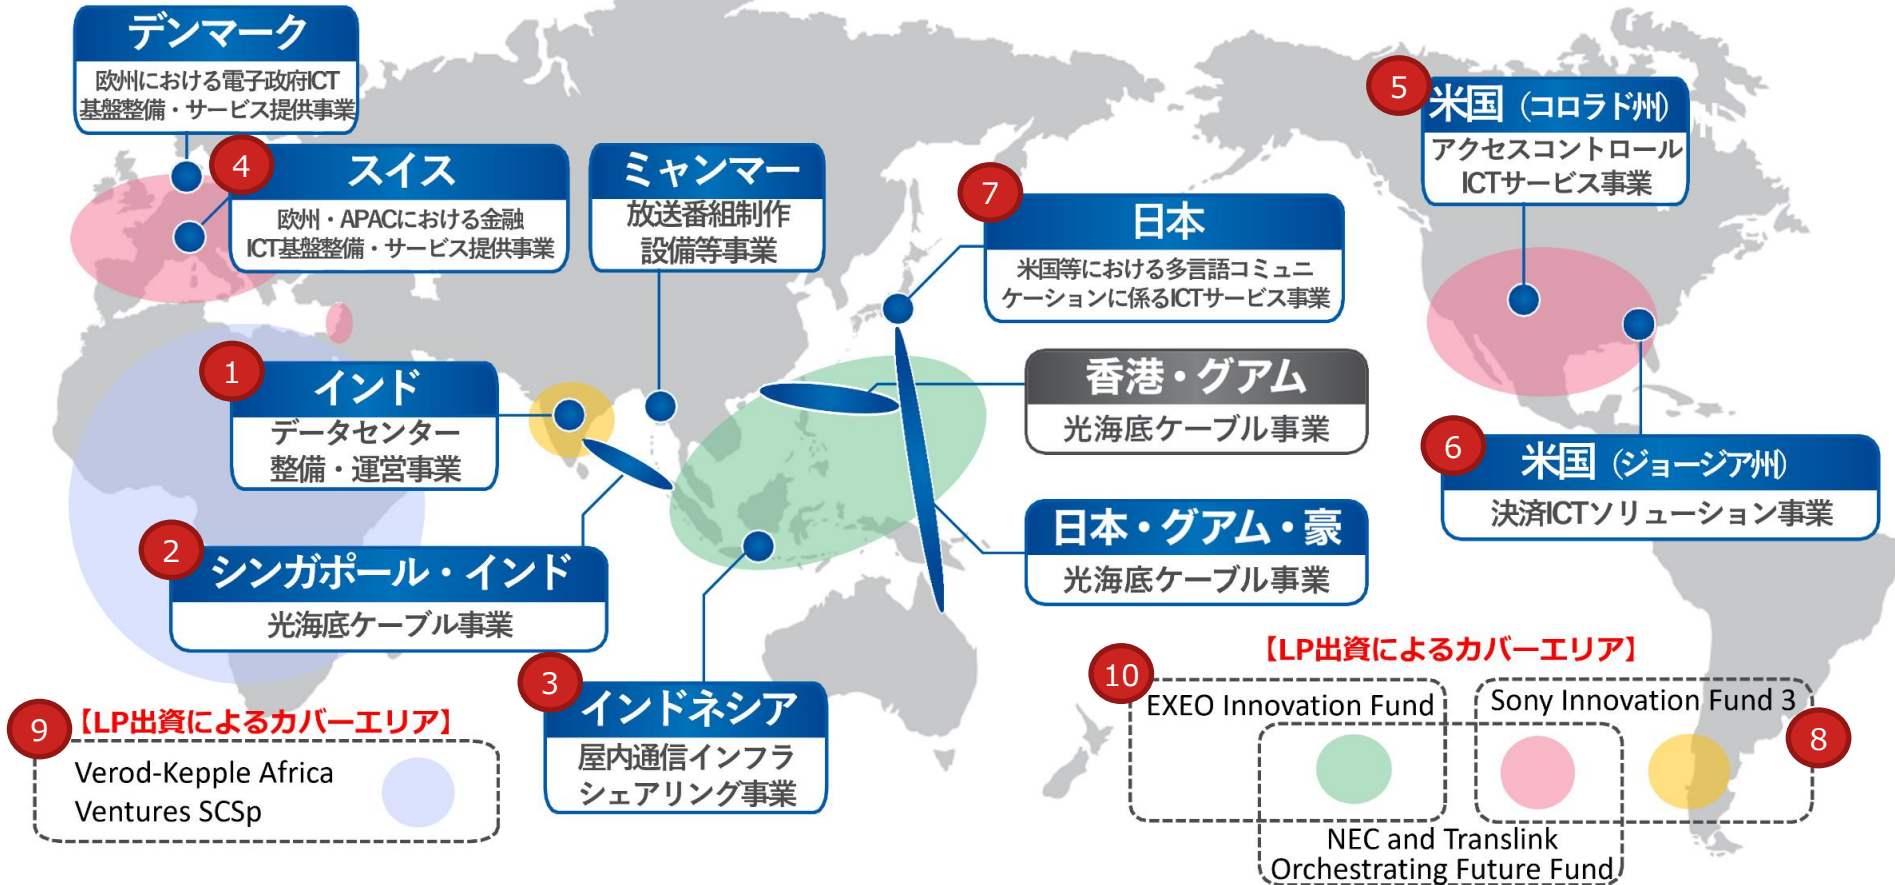 デンマーク
欧州における電子政府ICT
基盤整備・サービス提供事業
4
スイス
欧州・APACにおける金融
ICT基盤整備・サービス提供事業
ミャンマー
放送番組制作
設備等事業
7
日本
米国等における多言語コミュニ
ケーションに係るICTサービス事業
5
米国（コロラド州）
アクセスコントロール
ICTサービス事業
1
インド
データセンター
整備・運営事業
香港・グアム
光海底ケーブル事業
6
米国（ジョージア州）
決済ICTソリューション事業
2
シンガポール・インド
光海底ケーブル事業
日本・グアム・豪
光海底ケーブル事業
3
インドネシア
屋内通信インフラ
シェアリング事業
9
【LP出資によるカバーエリア】
Verod-Kepple Africa
Ventures SCSp
【LP出資によるカバーエリア】
10
EXEO Innovation Fund
Sony Innovation Fund 3
8
NEC and Translink
Orchestrating Future Fund